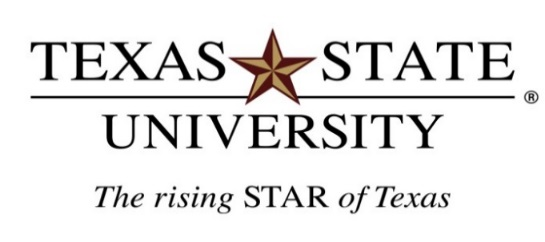 TEXAS STATE
®
UNIVERSITY
The rising STAR of Texas